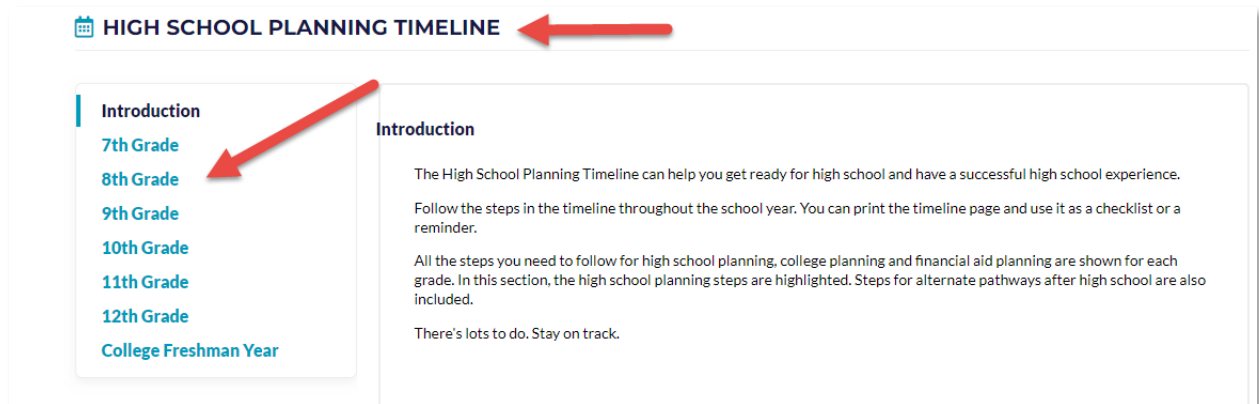 HIGH SCHOOL PLANNING TIMELINE
Introduction
7th Grade
8th Grade
9th Grade
10th Grade
11th Grade
12th Grade
College Freshman Year
Introduction
The High School Planning Timeline can help you get ready for high school and have a successful high school experience.
Follow the steps in the timeline throughout the school year. You can print the timeline page and use it as a checklist or a
reminder.
All the steps you need to follow for high school planning, college planning and financial aid planning are shown for each
grade. In this section, the high school planning steps are highlighted. Steps for alternate pathways after high school are also
included.
There's lots to do. Stay on track.